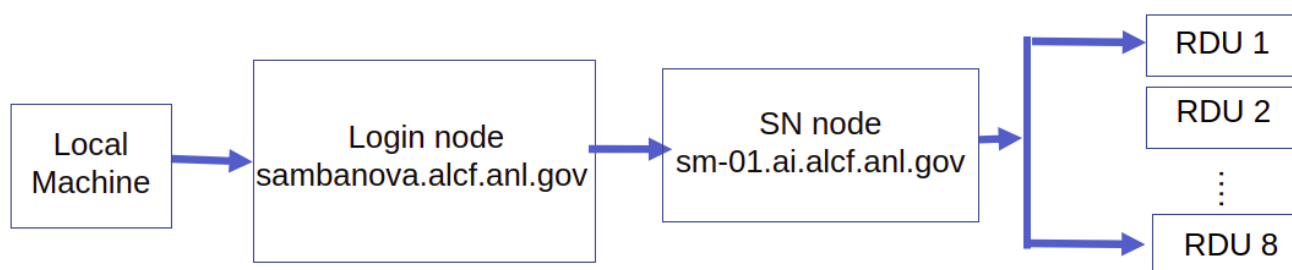 Local
Machine
Login node
sambanova.alcf.anl.gov
SN node
sm-01.ai.alcf.anl.gov
RDU 1
RDU 2
....
RDU 8